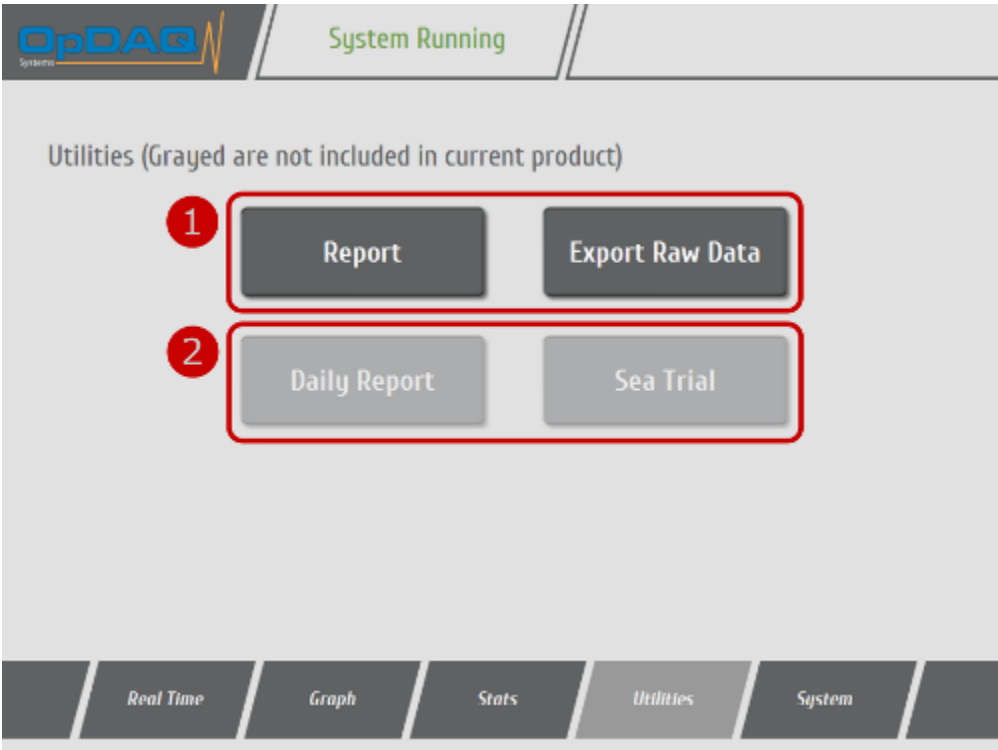 OpDAQ
Systems
System Running
Utilities (Grayed are not included in current product)
1
Report
Export Raw Data
2
Daily Report
Sea Trial
Real Time
Graph
Stats
Utilities
System